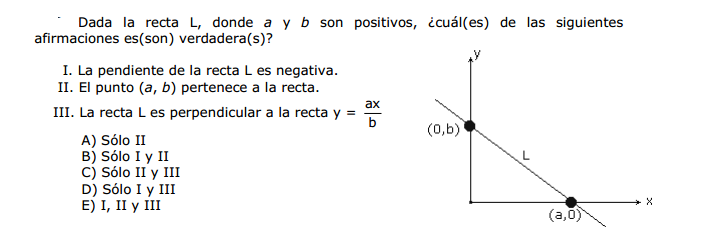 Dada la recta L, donde a y b son positivos, ¿cuál(es) de las siguientes
afirmaciones es(son) verdadera(s)?
I. La pendiente de la recta L es negativa.
II. El punto (a, b) pertenece a la recta.
III. La recta L es perpendicular a la recta y = ax/b
A) Sólo II
B) Sólo I y II
C) Sólo II y III
D) Sólo I y III
E) I, II y III
y
(0,b)
L
x
(a,0)